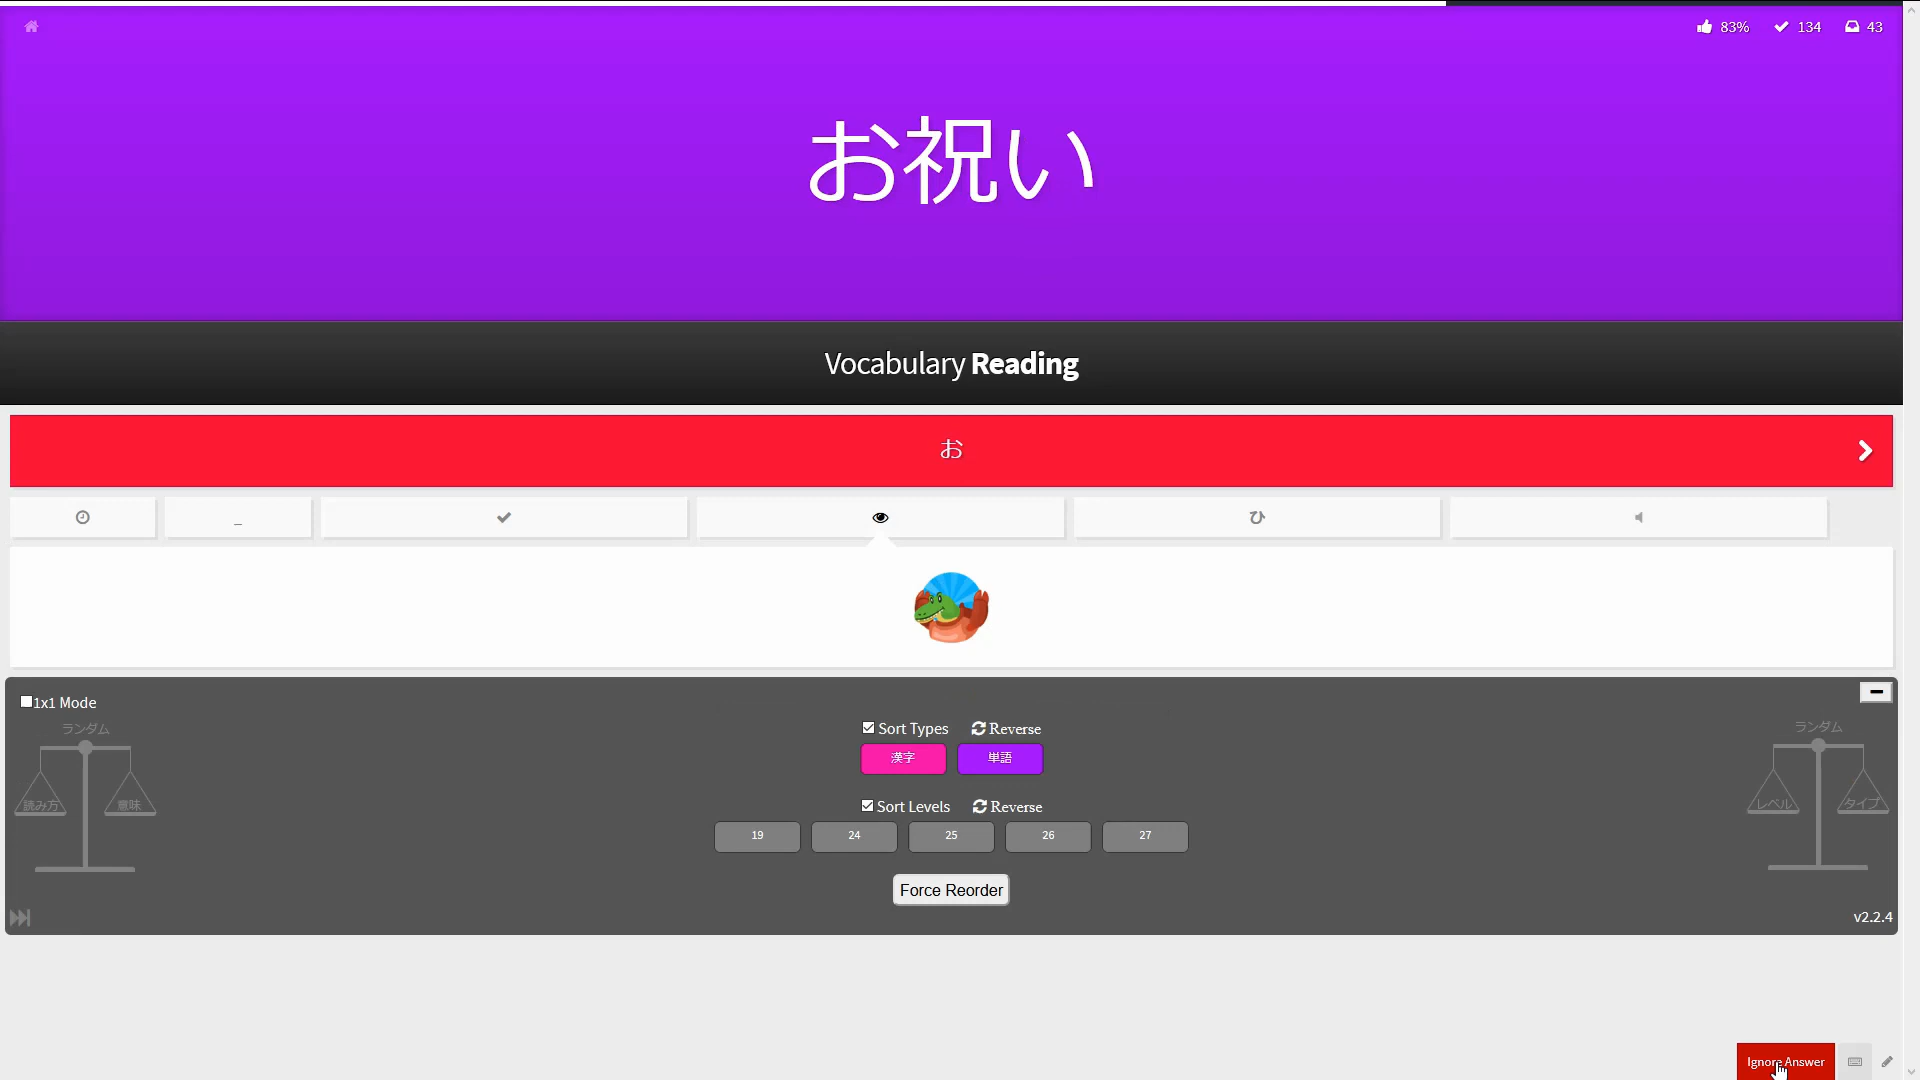 83% 134 43
お祝い
Vocabulary Reading
お
_
ひ
1x1 Mode
ランダム
読み方 意味
Sort Types Reverse
漢字 単語
Sort Levels Reverse
19 24 25 26 27
Force Reorder
ランダム
レベル タイプ
v2.2.4
Ignore Answer